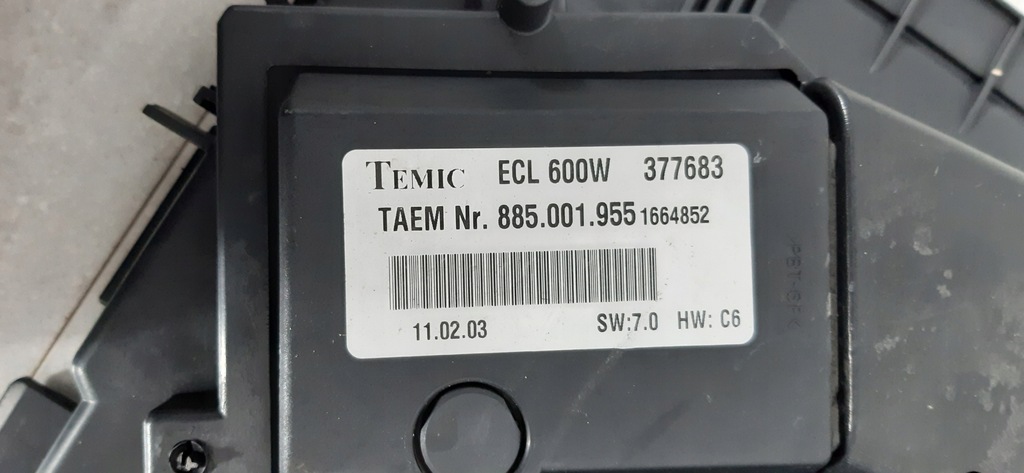 TEMIC ECL 600W 377683
TAEM Nr. 885.001.955 1664852
11.02.03 SW:7.0 HW: C6